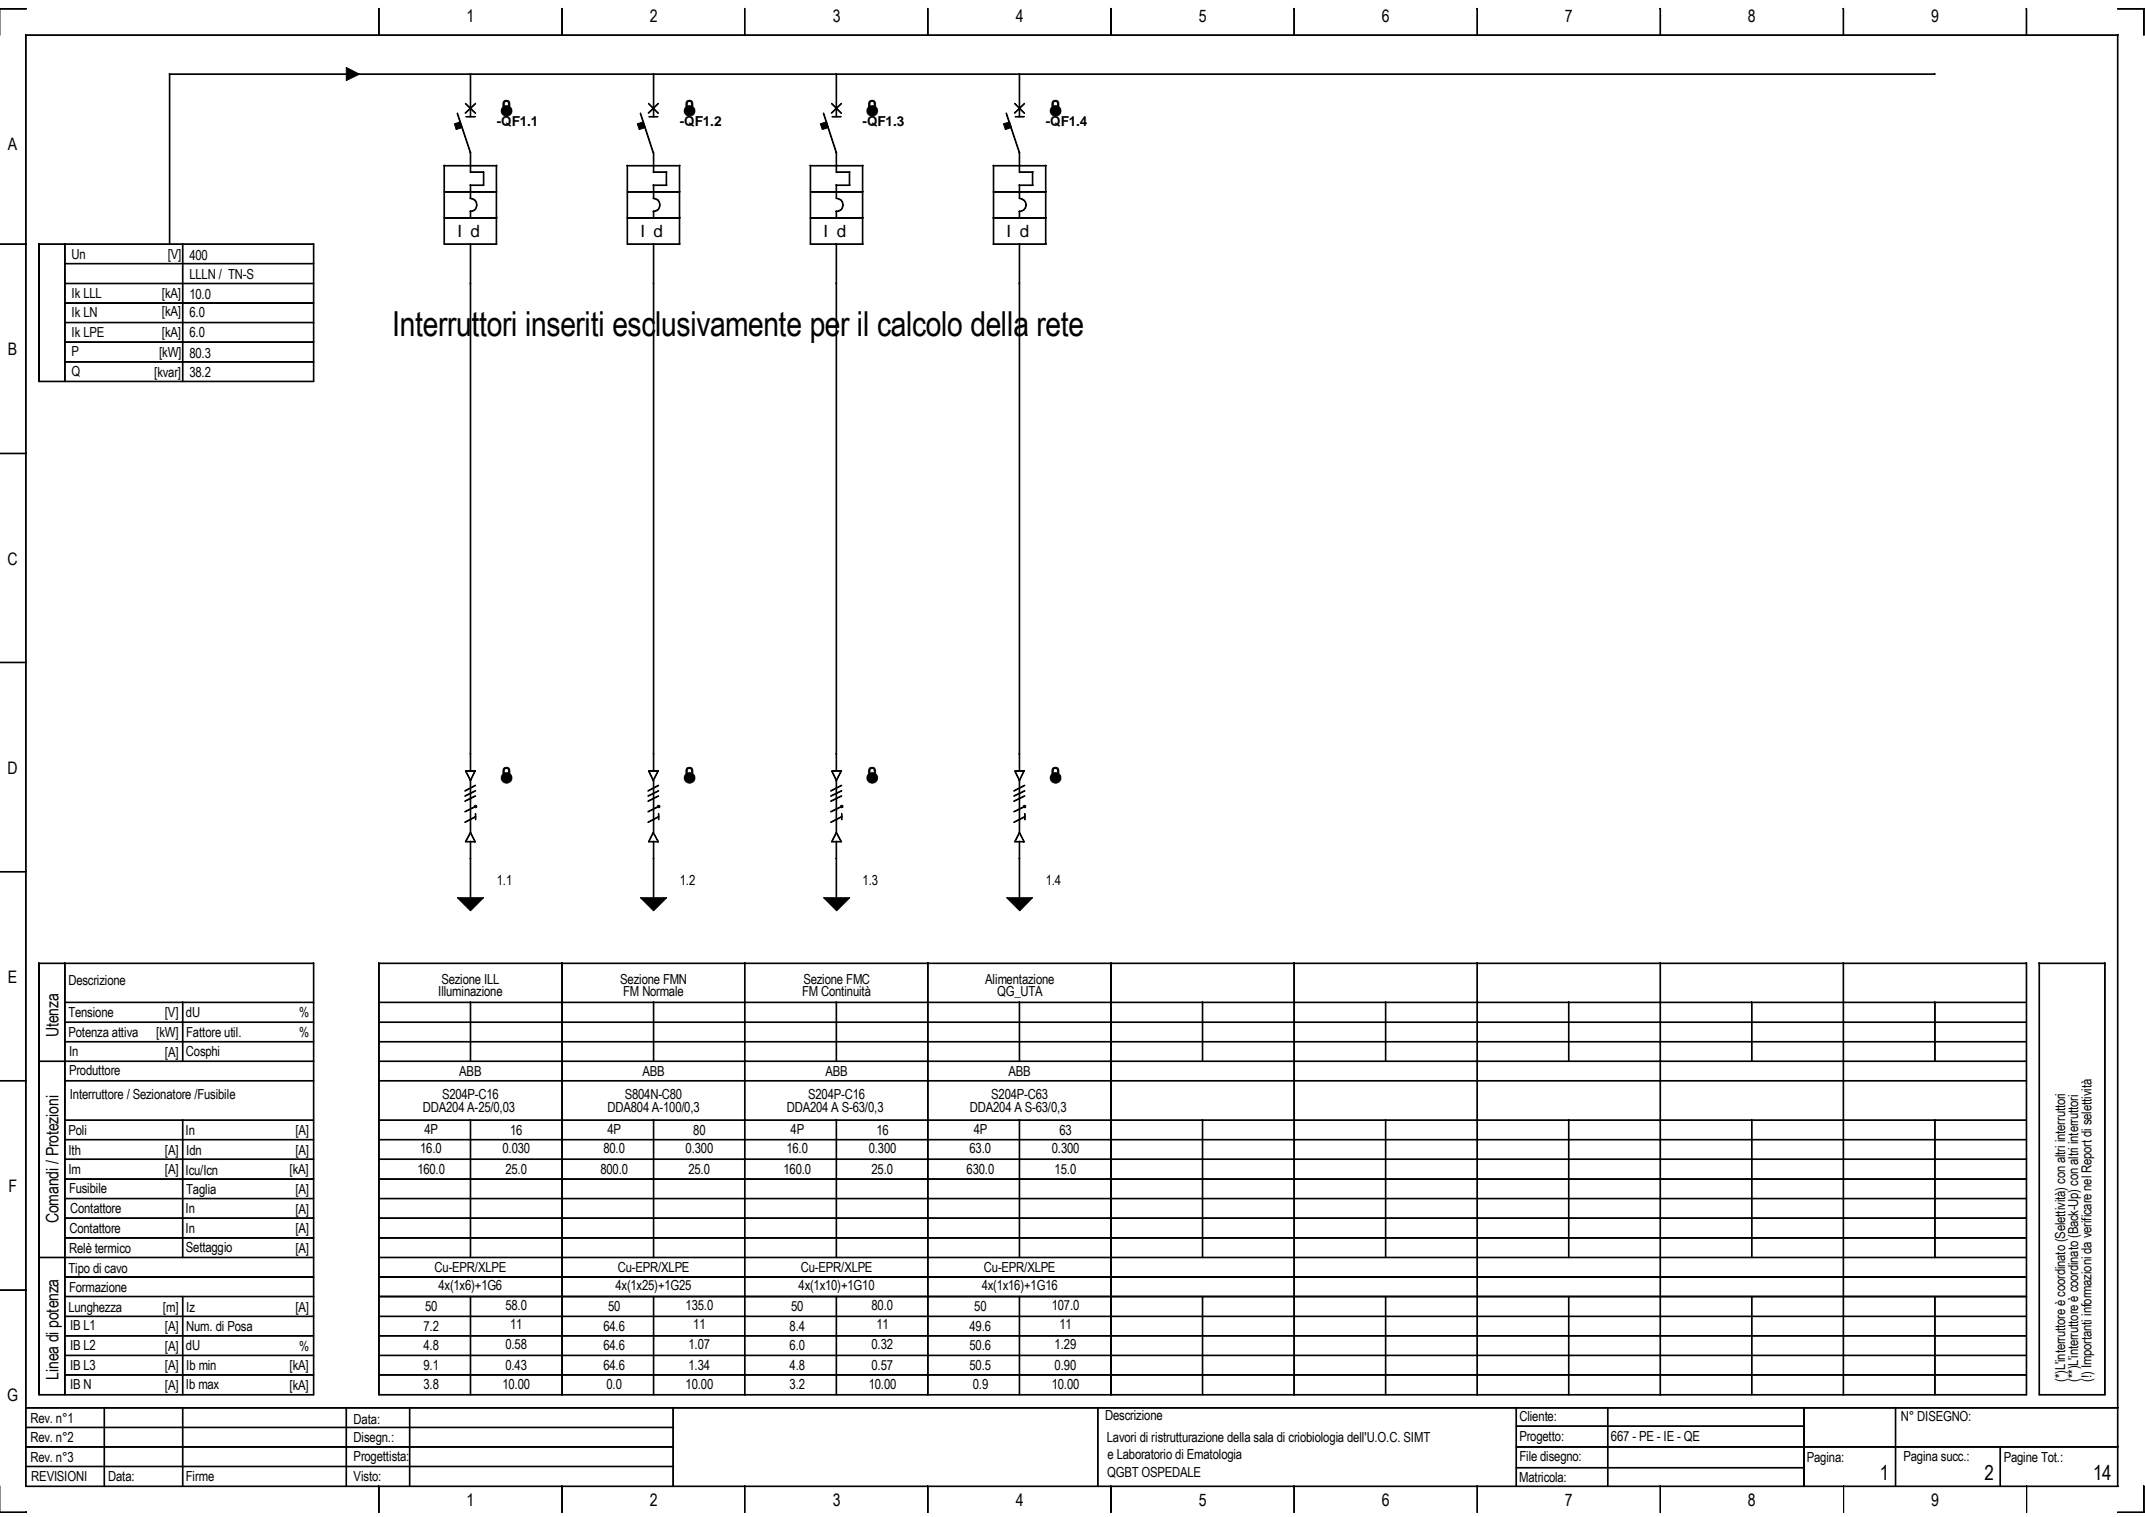 1 2 3 4 5 6 7 8 9
A
-QF1.1 -QF1.2 -QF1.3 -QF1.4
I d I d I d I d
B
Un [V] 400
LLLN / TN-S
Ik LLL [kA] 10.0
Ik LN [kA] 6.0
Ik LPE [kA] 6.0
P [kW] 80.3
Q [kvar] 38.2
Interruttori inseriti esclusivamente per il calcolo della rete
C
D
1.1 1.2 1.3 1.4
E
F
G
Utenza
Descrizione
Sezione ILL
Illuminazione
Sezione FMN
FM Normale
Sezione FMC
FM Continuità
Alimentazione
QG_UTA
Tensione [V] dU %
Potenza attiva [kW] Fattore util. %
In [A] Cosphi
Comandi / Protezioni
Produttore ABB ABB ABB ABB
Interruttore / Sezionatore /Fusibile
S204P-C16
DDA204 A-25/0,03
S804N-C80
DDA804 A-100/0,3
S204P-C16
DDA204 A S-63/0,3
S204P-C63
DDA204 A S-63/0,3
Poli In [A] 4P 16 4P 80 4P 16 4P 63
Ith [A] Idn [A] 16.0 0.030 80.0 0.300 16.0 0.300 63.0 0.300
Im [A] Icu/Icn [kA] 160.0 25.0 800.0 25.0 160.0 25.0 630.0 15.0
Fusibile Taglia [A]
Contattore In [A]
Contattore In [A]
Relè termico Settaggio [A]
Linea di potenza
Tipo di cavo Cu-EPR/XLPE Cu-EPR/XLPE Cu-EPR/XLPE Cu-EPR/XLPE
Formazione 4x(1x6)+1G6 4x(1x25)+1G25 4x(1x10)+1G10 4x(1x16)+1G16
Lunghezza [m] Iz [A] 50 58.0 50 135.0 50 80.0 50 107.0
IB L1 [A] Num. di Posa 7.2 11 64.6 11 8.4 11 49.6 11
IB L2 [A] dU % 4.8 0.58 64.6 1.07 6.0 0.32 50.6 1.29
IB L3 [A] Ib min [kA] 9.1 0.43 64.6 1.34 4.8 0.57 50.5 0.90
IB N [A] Ib max [kA] 3.8 10.00 0.0 10.00 3.2 10.00 0.9 10.00
(*)L'interruttore è coordinato (Selettività) con altri interruttori
(**)L'interruttore è coordinato (Back-Up) con altri interruttori
(!) Importanti informazioni da verificare nel Report di selettività
Rev. n°1
Rev. n°2
Rev. n°3
REVISIONI Data: Firme
Data:
Disegn.:
Progettista:
Visto:
Descrizione
Lavori di ristrutturazione della sala di criobiologia dell'U.O.C. SIMT
e Laboratorio di Ematologia
QGBT OSPEDALE
Cliente:
Progetto: 667 - PE - IE - QE
File disegno:
Matricola:
N° DISEGNO:
Pagina: 1
Pagina succ.: 2
Pagine Tot.: 14
1 2 3 4 5 6 7 8 9